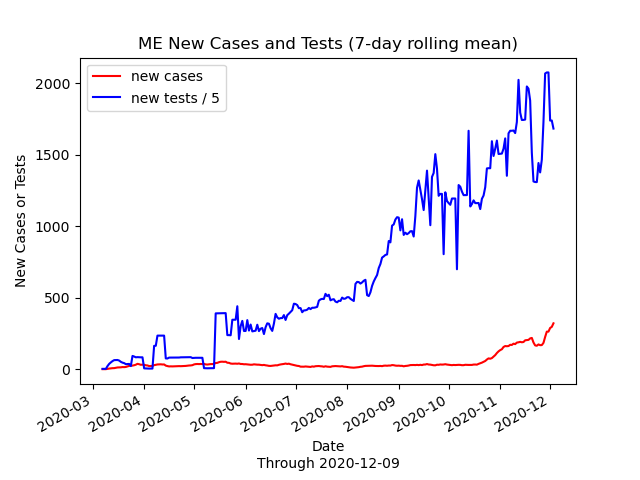 ME New Cases and Tests (7-day rolling mean)
new cases
new tests / 5
New Cases or Tests
2000
1500
1000
500
0
2020-03
2020-04
2020-05
2020-06
2020-07
2020-08
2020-09
2020-10
2020-11
2020-12
Date
Through 2020-12-09